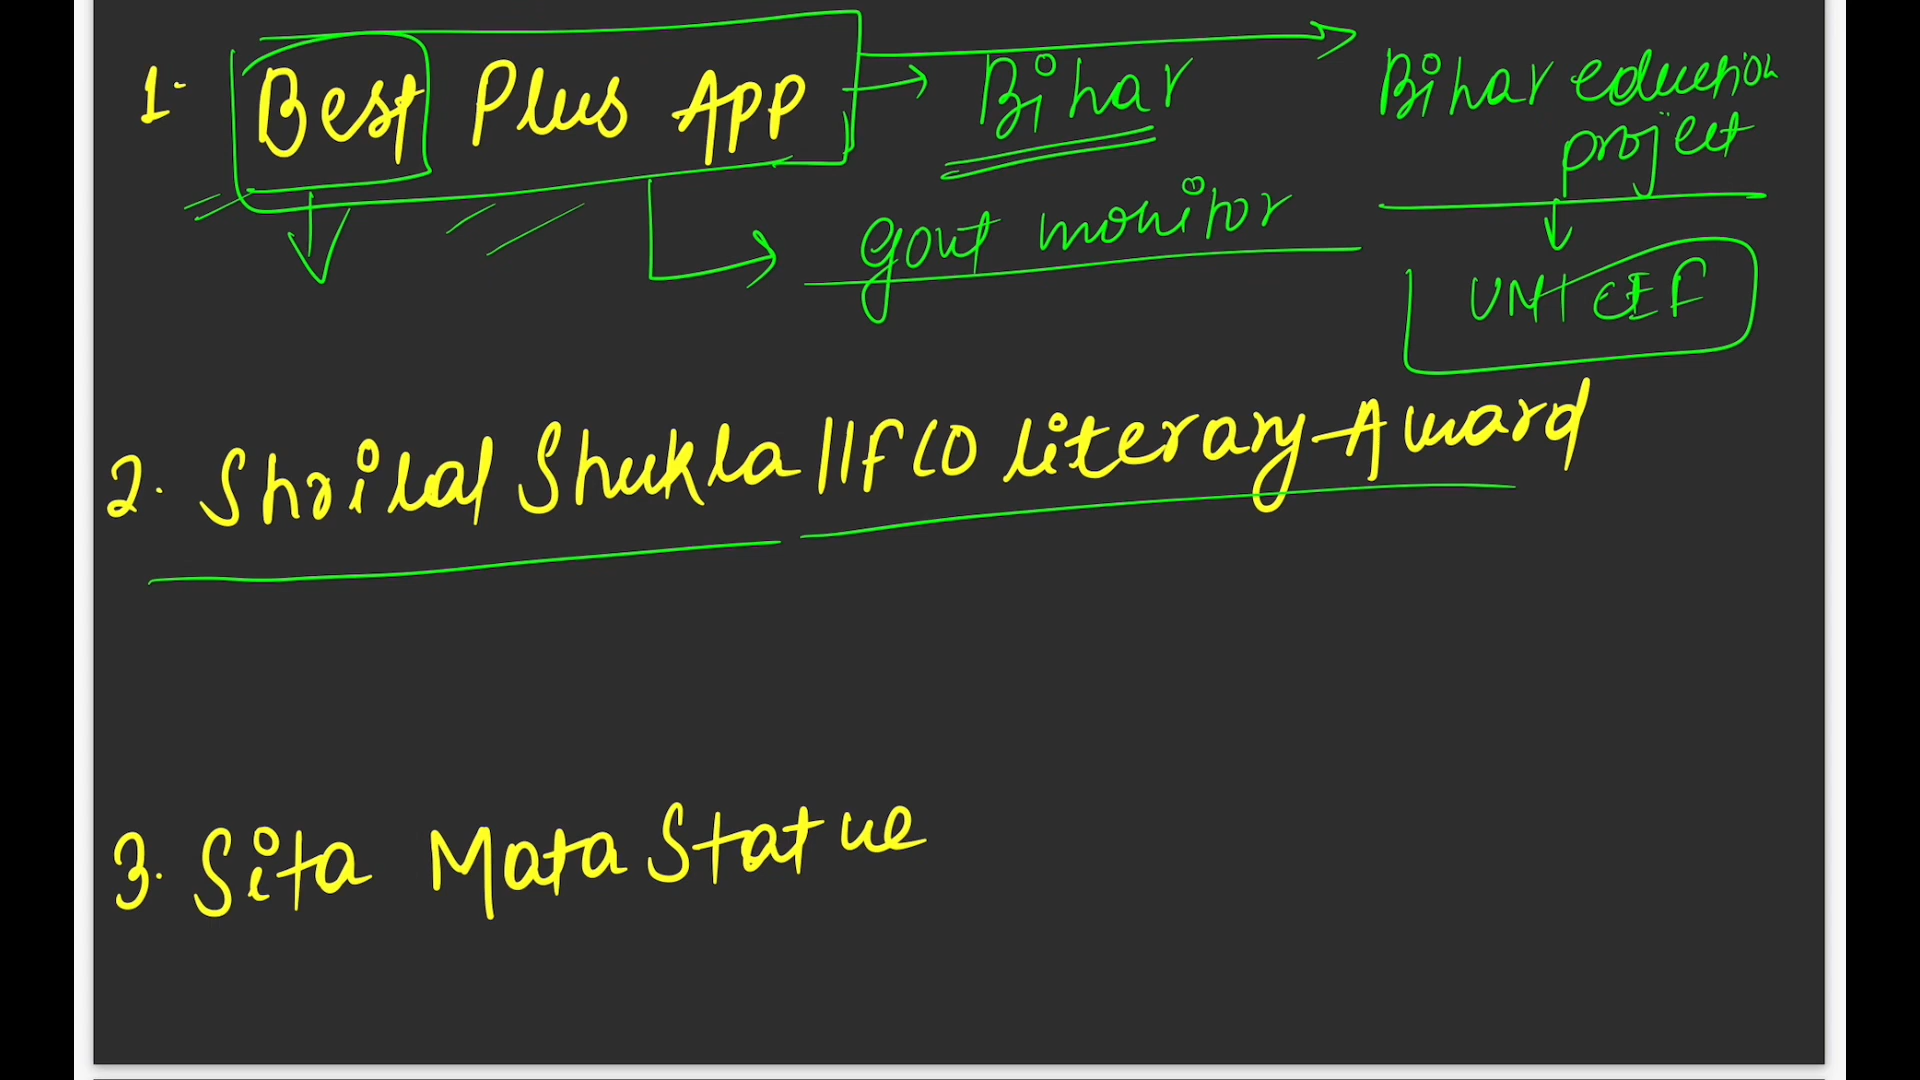 1. Best Plus App → Bihar
Bihar education
project
govt monitor
UNICEF
2. Shrilal Shukla IIFCO literary Award
3. Sita Mata Statue